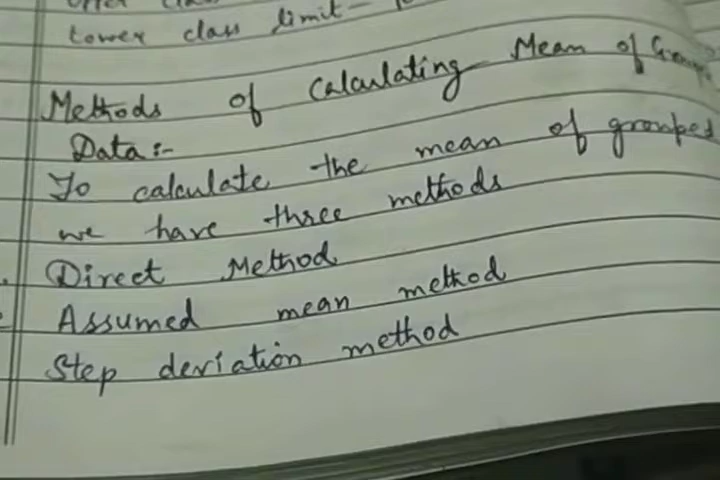 Lower class limit -
Methods of Calculating Mean of
Data :-
To calculate the mean of grouped
we have three methods
Direct Method
Assumed mean method
Step deviation method